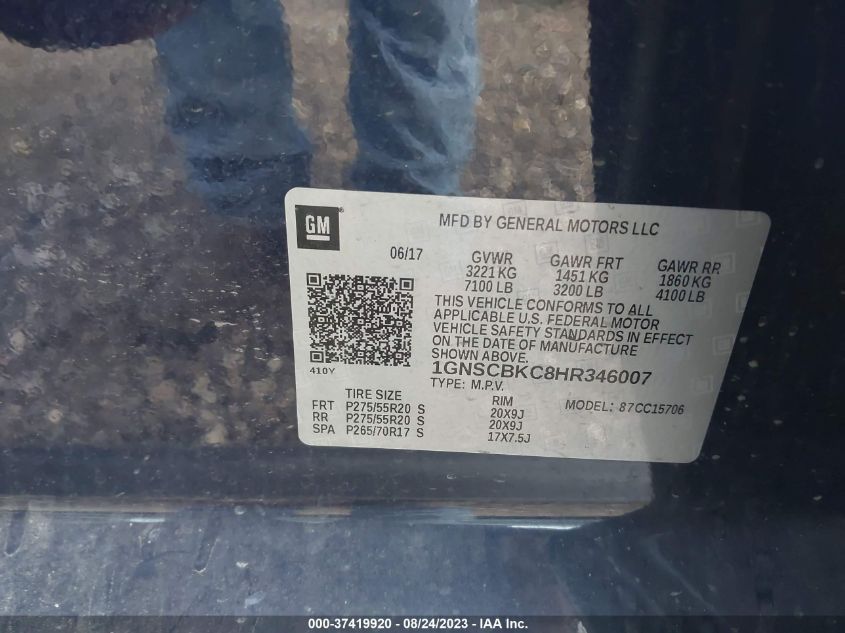 GM ®
MFD BY GENERAL MOTORS LLC
06/17 GVWR GAWR FRT GAWR RR
3221 KG 1451 KG 1860 KG
7100 LB 3200 LB 4100 LB
THIS VEHICLE CONFORMS TO ALL
APPLICABLE U.S. FEDERAL MOTOR
VEHICLE SAFETY STANDARDS IN EFFECT
ON THE DATE OF MANUFACTURE
SHOWN ABOVE.
410Y 1GNSCBKC8HR346007
TYPE: M.P.V.
TIRE SIZE RIM MODEL: 87CC15706
FRT P275/55R20 S 20X9J
RR P275/55R20 S 20X9J
SPA P265/70R17 S 17X7.5J
000-37419920 - 08/24/2023 - IAA Inc.